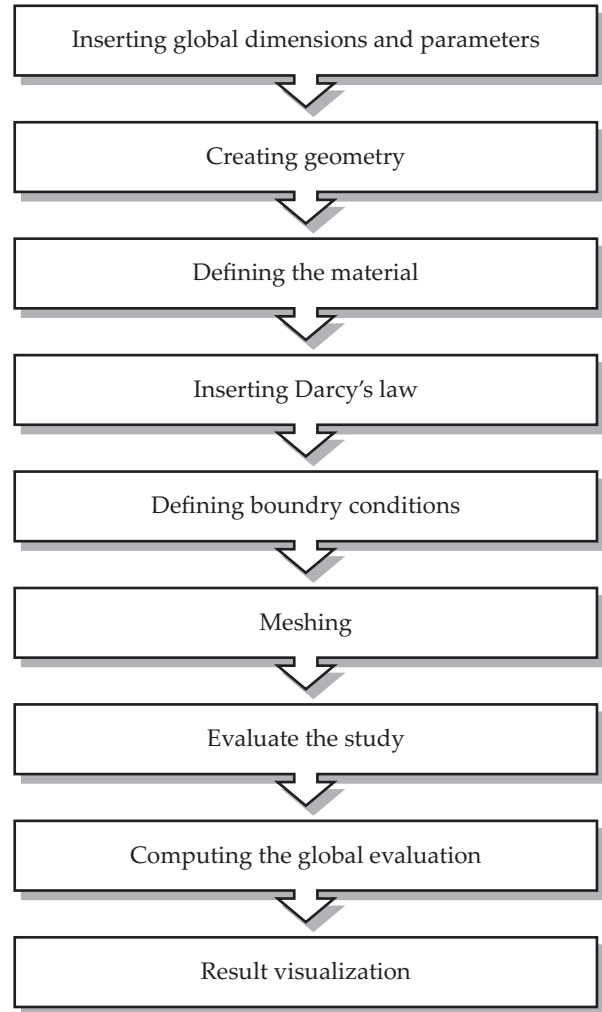 Inserting global dimensions and parameters
Creating geometry
Defining the material
Inserting Darcy's law
Defining boundry conditions
Meshing
Evaluate the study
Computing the global evaluation
Result visualization